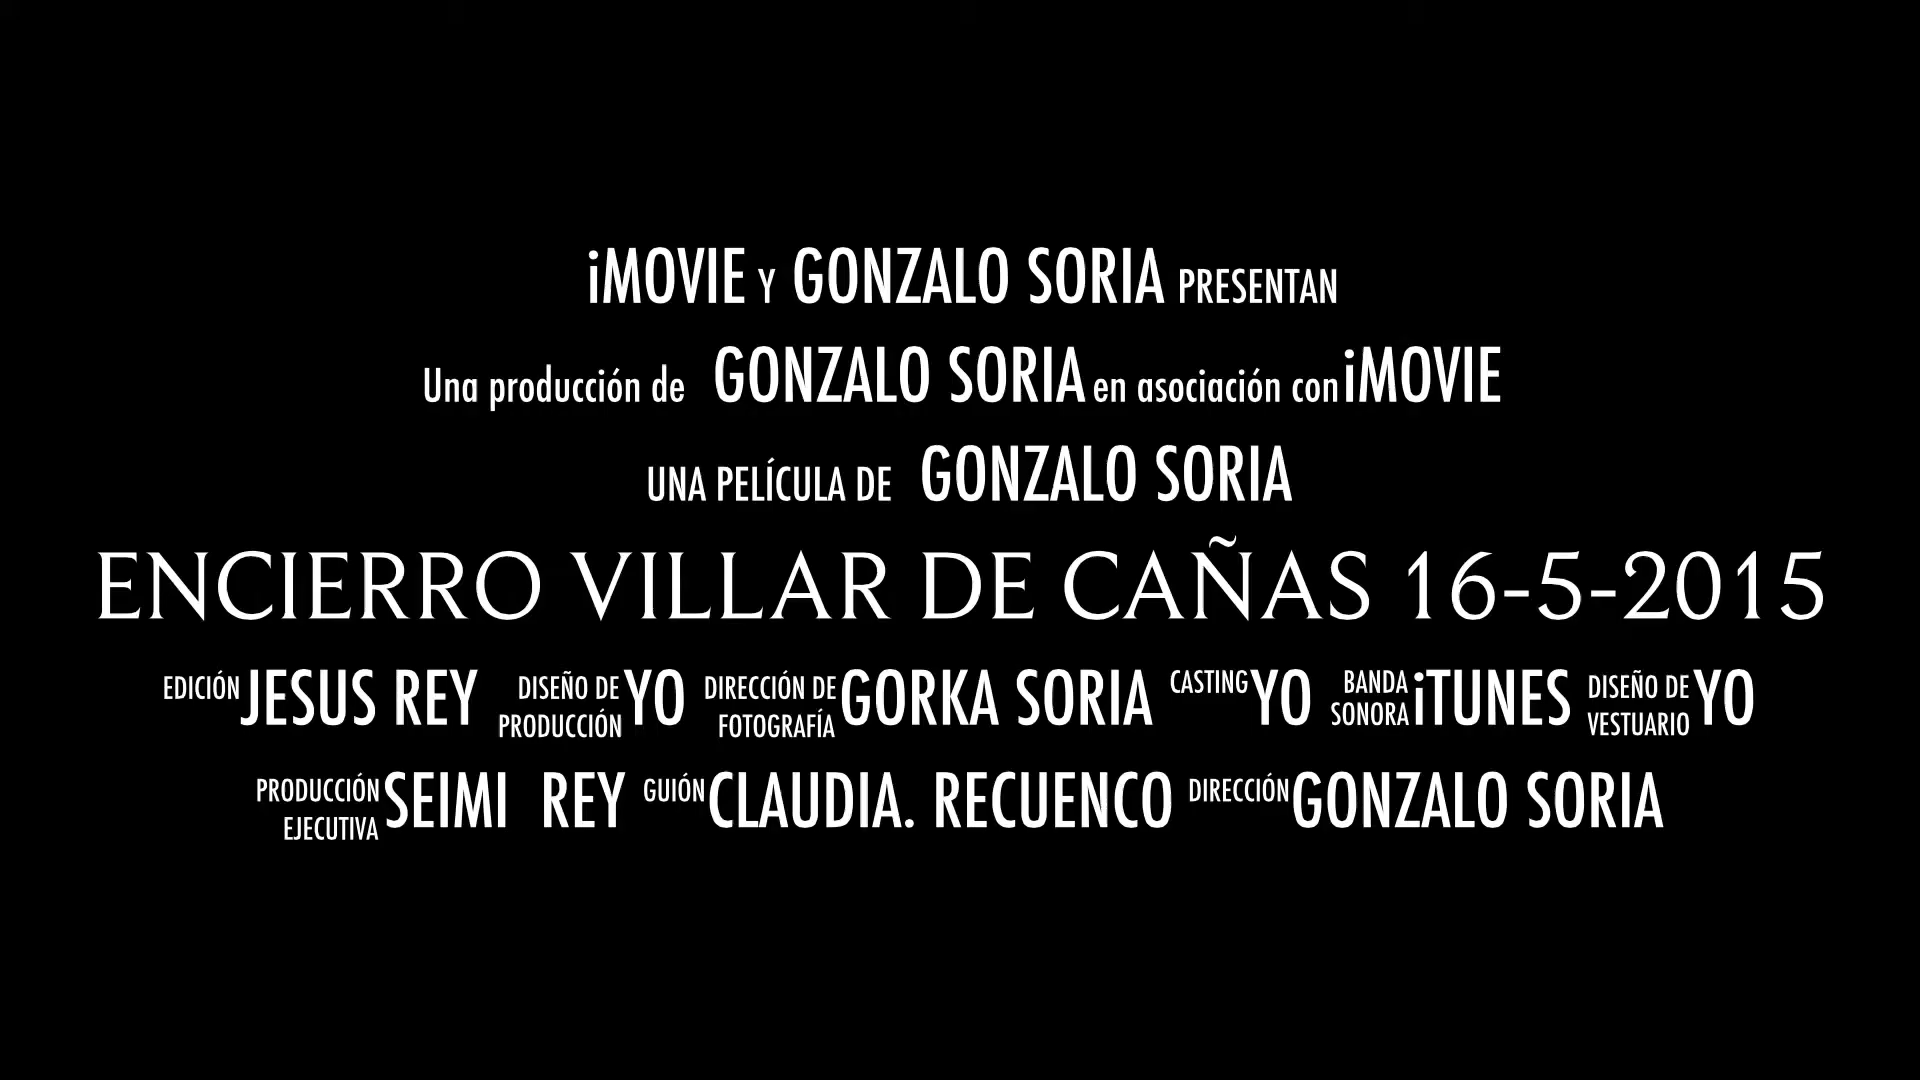 iMOVIE Y GONZALO SORIA PRESENTAN
Una producción de GONZALO SORIA en asociación con iMOVIE
UNA PELÍCULA DE GONZALO SORIA
ENCIERRO VILLAR DE CAÑAS 16-5-2015
EDICIÓN JESUS REY DISEÑO DE PRODUCCIÓN YO DIRECCIÓN DE FOTOGRAFÍA GORKA SORIA CASTING YO BANDA SONORA iTUNES DISEÑO DE VESTUARIO YO
PRODUCCIÓN EJECUTIVA SEIMI REY GUIÓN CLAUDIA. RECUENCO DIRECCIÓN GONZALO SORIA